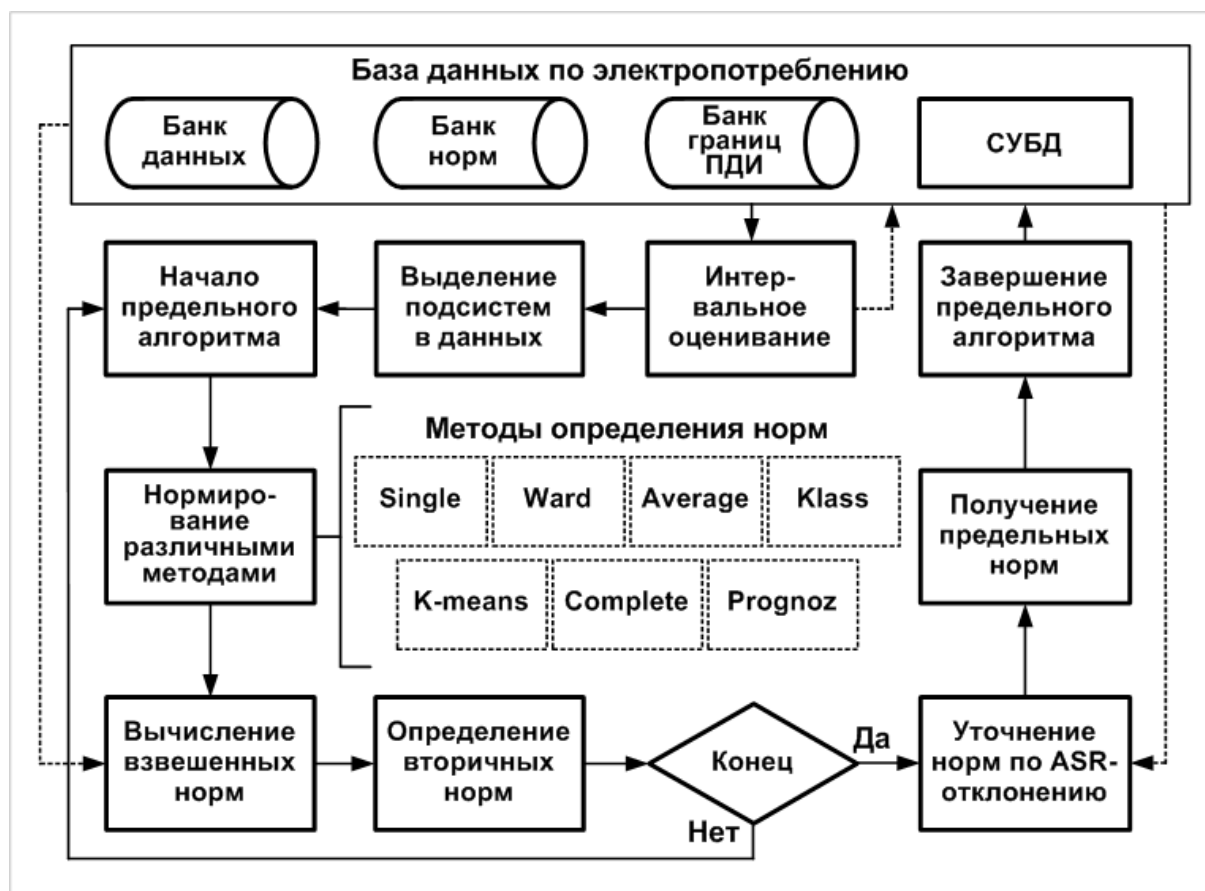 База данных по электропотреблению
Банк
данных
Банк
норм
Банк
границ
ПДИ
СУБД
Начало
предельного
алгоритма
Выделение
подсистем
в данных
Интер-
вальное
оценивание
Завершение
предельного
алгоритма
Нормиро-
вание
различными
методами
Методы определения норм
Single
Ward
Average
Klass
K-means
Complete
Prognoz
Получение
предельных
норм
Вычисление
взвешенных
норм
Определение
вторичных
норм
Конец
Да
Нет
Уточнение
норм по ASR-
отклонению